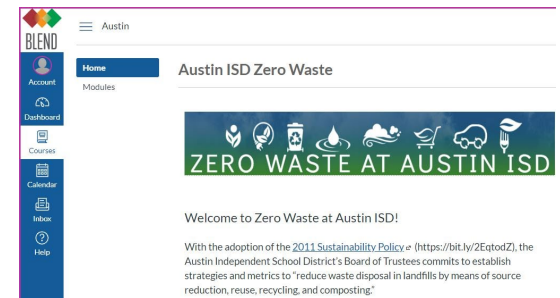 BLEND
Austin
Account
Dashboard
Courses
Calendar
Inbox
Help
Home
Modules
Austin ISD Zero Waste
ZERO WASTE AT AUSTIN ISD
Welcome to Zero Waste at Austin ISD!
With the adoption of the 2011 Sustainability Policy (https://bit.ly/2EqtodZ), the
Austin Independent School District's Board of Trustees commits to establish
strategies and metrics to "reduce waste disposal in landfills by means of source
reduction, reuse, recycling, and composting."